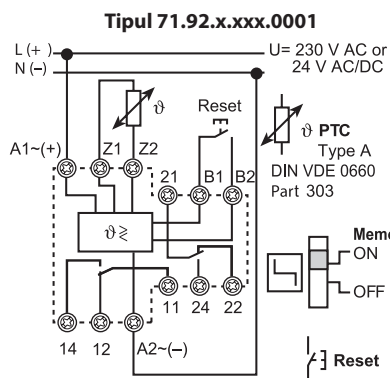 Tipul 71.92.x.xxx.0001
L (+)
N (–)
U= 230 V AC or
24 V AC/DC
ϑ
Reset
A1~(+) Z1 Z2
21 B1 B2
ϑ PTC
Type A
DIN VDE 0660
Part 303
ϑ ≷
Memo
ON
OFF
11 24 22
14 12 A2~(–)
Reset